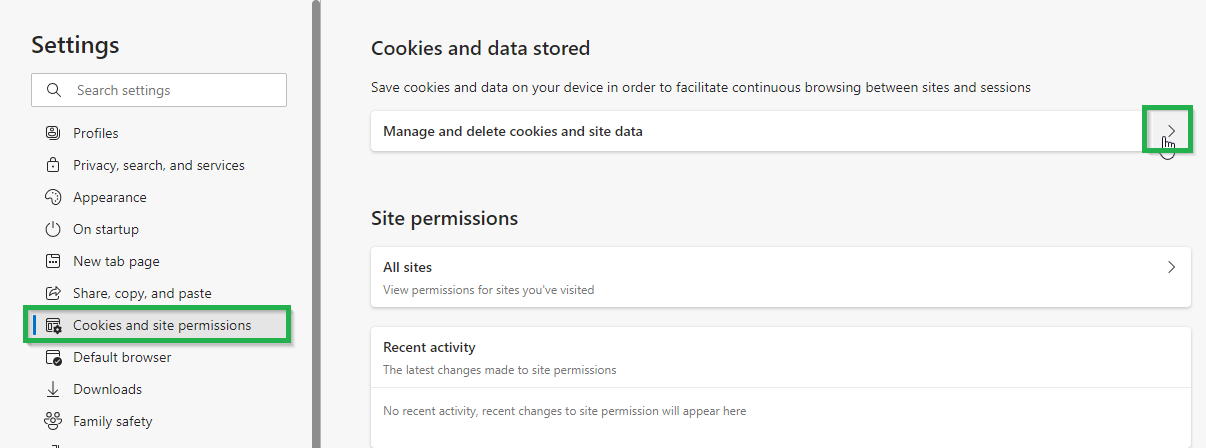 Settings
Search settings
Profiles
Privacy, search, and services
Appearance
On startup
New tab page
Share, copy, and paste
Cookies and site permissions
Default browser
Downloads
Family safety
Cookies and data stored
Save cookies and data on your device in order to facilitate continuous browsing between sites and sessions
Manage and delete cookies and site data
Site permissions
All sites
View permissions for sites you've visited
Recent activity
The latest changes made to site permissions
No recent activity, recent changes to site permission will appear here